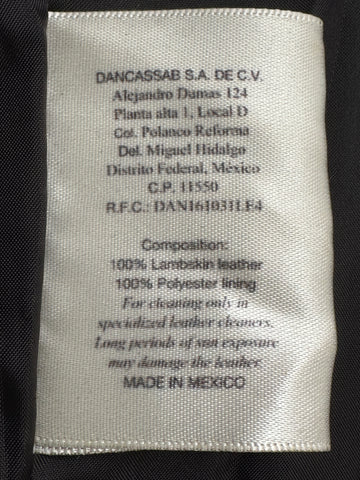 DANCASSAB S.A. DE C.V.
Alejandro Dumas 124
Planta alta 1, Local D
Col. Polanco Reforma
Del. Miguel Hidalgo
Distrito Federal, México
C.P. 11550
R.F.C.: DAN161031LF4
Composition:
100% Lambskin leather
100% Polyester lining
For cleaning only in
specialized leather cleaners.
Long periods of sun exposure
may damage the leather
MADE IN MEXICO